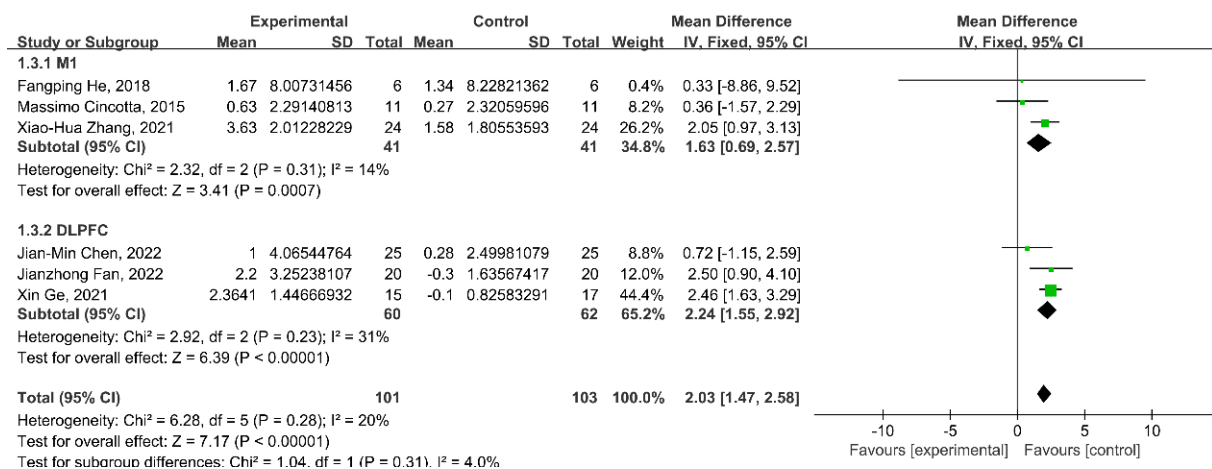 Experimental Control Mean Difference Mean Difference
Study or Subgroup Mean SD Total Mean SD Total Weight IV, Fixed, 95% CI IV, Fixed, 95% CI
1.3.1 M1
Fangping He, 2018 1.67 8.00731456 6 1.34 8.22821362 6 0.4% 0.33 [-8.86, 9.52]
Massimo Cincotta, 2015 0.63 2.29140813 11 0.27 2.32059596 11 8.2% 0.36 [-1.57, 2.29]
Xiao-Hua Zhang, 2021 3.63 2.01228229 24 1.58 1.80553593 24 26.2% 2.05 [0.97, 3.13]
Subtotal (95% CI) 41 41 34.8% 1.63 [0.69, 2.57]
Heterogeneity: Chi² = 2.32, df = 2 (P = 0.31); I² = 14%
Test for overall effect: Z = 3.41 (P = 0.0007)
1.3.2 DLPFC
Jian-Min Chen, 2022 1 4.06544764 25 0.28 2.49981079 25 8.8% 0.72 [-1.15, 2.59]
Jianzhong Fan, 2022 2.2 3.25238107 20 -0.3 1.63567417 20 12.0% 2.50 [0.90, 4.10]
Xin Ge, 2021 2.3641 1.44666932 15 -0.1 0.82583291 17 44.4% 2.46 [1.63, 3.29]
Subtotal (95% CI) 60 62 65.2% 2.24 [1.55, 2.92]
Heterogeneity: Chi² = 2.92, df = 2 (P = 0.23); I² = 31%
Test for overall effect: Z = 6.39 (P < 0.00001)
Total (95% CI) 101 103 100.0% 2.03 [1.47, 2.58]
Heterogeneity: Chi² = 6.28, df = 5 (P = 0.28); I² = 20%
Test for overall effect: Z = 7.17 (P < 0.00001)
Test for subgroup differences: Chi² = 1.04, df = 1 (P = 0.31), I² = 4.0%
-10 -5 0 5 10
Favours [experimental] Favours [control]